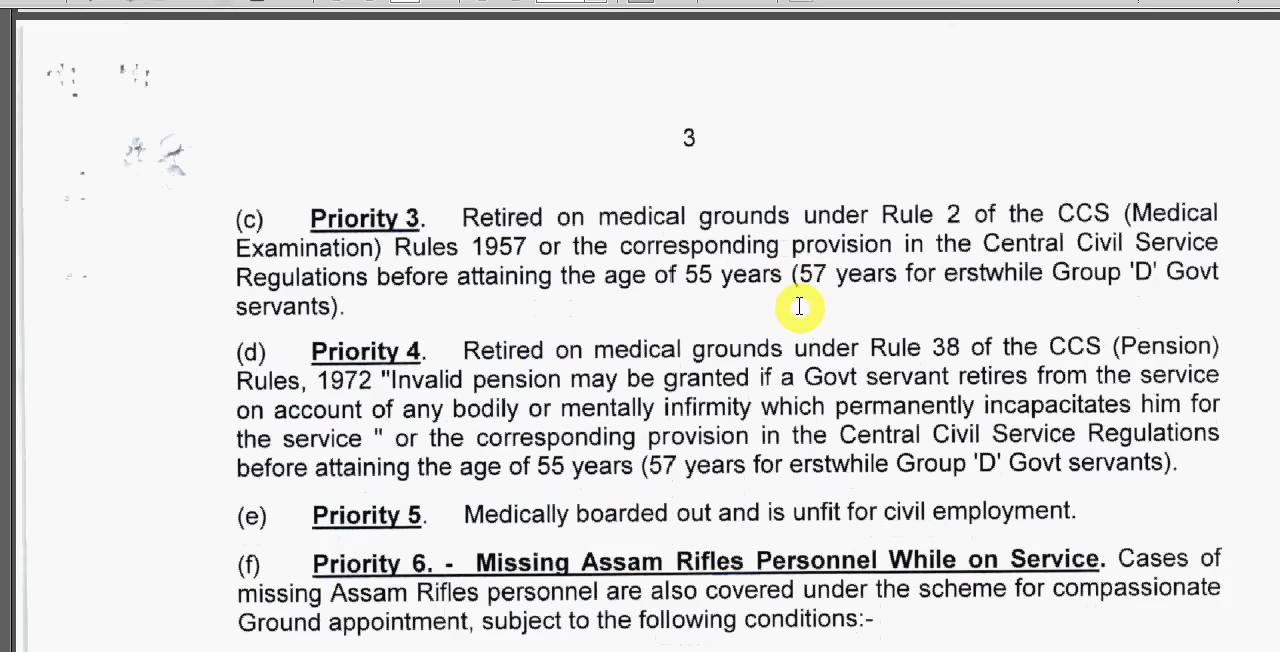 3
(c) Priority 3. Retired on medical grounds under Rule 2 of the CCS (Medical
Examination) Rules 1957 or the corresponding provision in the Central Civil Service
Regulations before attaining the age of 55 years (57 years for erstwhile Group 'D' Govt
servants).
(d) Priority 4. Retired on medical grounds under Rule 38 of the CCS (Pension)
Rules, 1972 "Invalid pension may be granted if a Govt servant retires from the service
on account of any bodily or mentally infirmity which permanently incapacitates him for
the service " or the corresponding provision in the Central Civil Service Regulations
before attaining the age of 55 years (57 years for erstwhile Group 'D' Govt servants).
(e) Priority 5. Medically boarded out and is unfit for civil employment.
(f) Priority 6. - Missing Assam Rifles Personnel While on Service. Cases of
missing Assam Rifles personnel are also covered under the scheme for compassionate
Ground appointment, subject to the following conditions:-